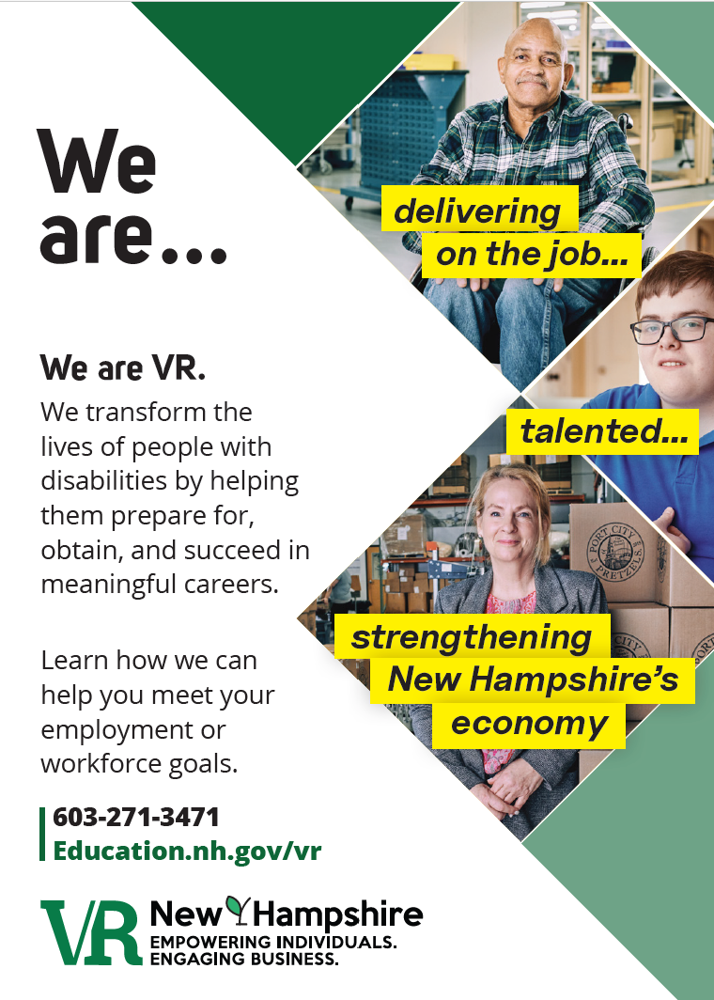 We
are...
delivering
on the job...
talented...
strengthening
New Hampshire’s
economy
We are VR.
We transform the
lives of people with
disabilities by helping
them prepare for,
obtain, and succeed in
meaningful careers.
Learn how we can
help you meet your
employment or
workforce goals.
603-271-3471
Education.nh.gov/vr
VR New Hampshire
EMPOWERING INDIVIDUALS.
ENGAGING BUSINESS.
PORT CITY
PRETZELS